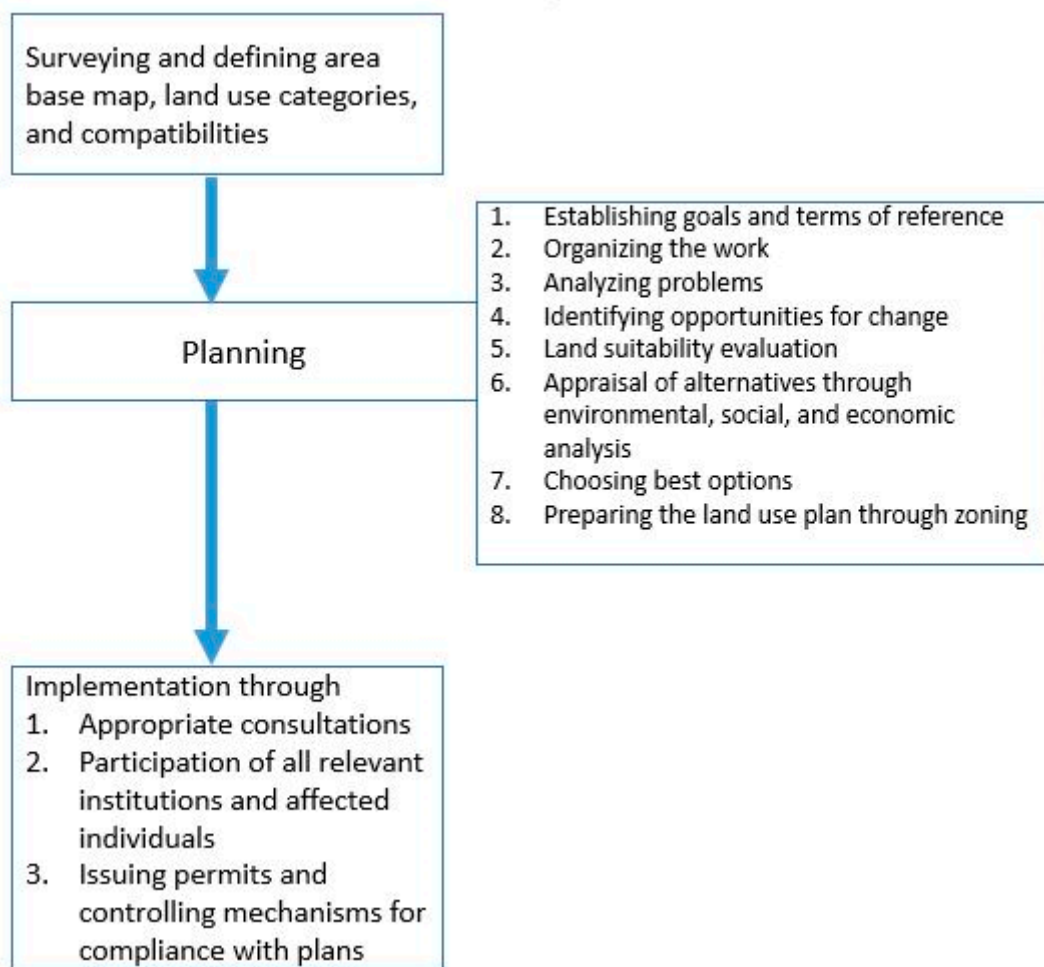 Surveying and defining area
base map, land use categories,
and compatibilities
Planning
1. Establishing goals and terms of reference
2. Organizing the work
3. Analyzing problems
4. Identifying opportunities for change
5. Land suitability evaluation
6. Appraisal of alternatives through
environmental, social, and economic
analysis
7. Choosing best options
8. Preparing the land use plan through zoning
Implementation through
1. Appropriate consultations
2. Participation of all relevant
institutions and affected
individuals
3. Issuing permits and
controlling mechanisms for
compliance with plans